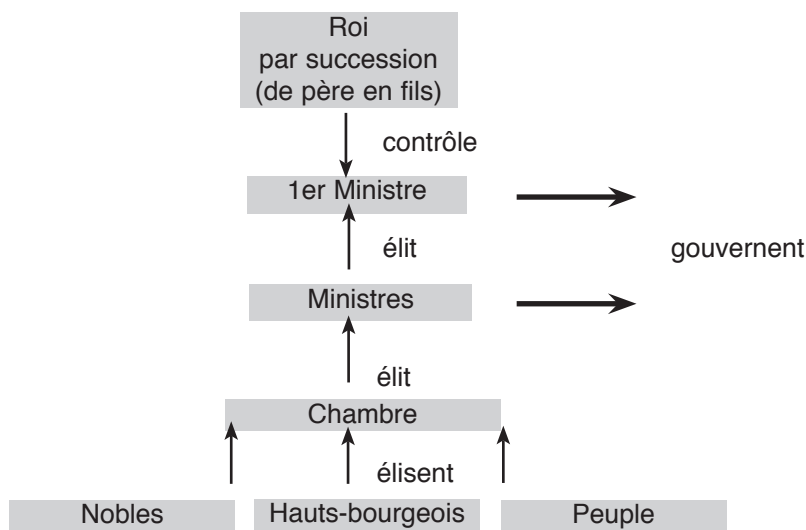 Roi
par succession
(de père en fils)
contrôle
1er Ministre
élit
gouvernent
Ministres
élit
Chambre
élisent
Nobles
Hauts-bourgeois
Peuple